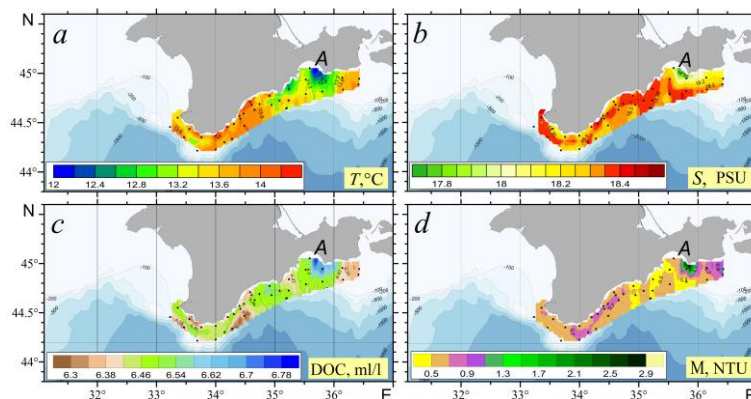 N
a
A
45°
44.5°
44°
-100
12 12.4 12.8 13.2 13.6 14
T,°C
b
A
17.8 18 18.2 18.4
S, PSU
N
c
A
45°
44.5°
44°
-100
6.3 6.38 6.46 6.54 6.62 6.7 6.78
DOC, ml/l
32° 33° 34° 35° 36° E
d
A
-100
0.5 0.9 1.3 1.7 2.1 2.5 2.9
M, NTU
32° 33° 34° 35° 36° E